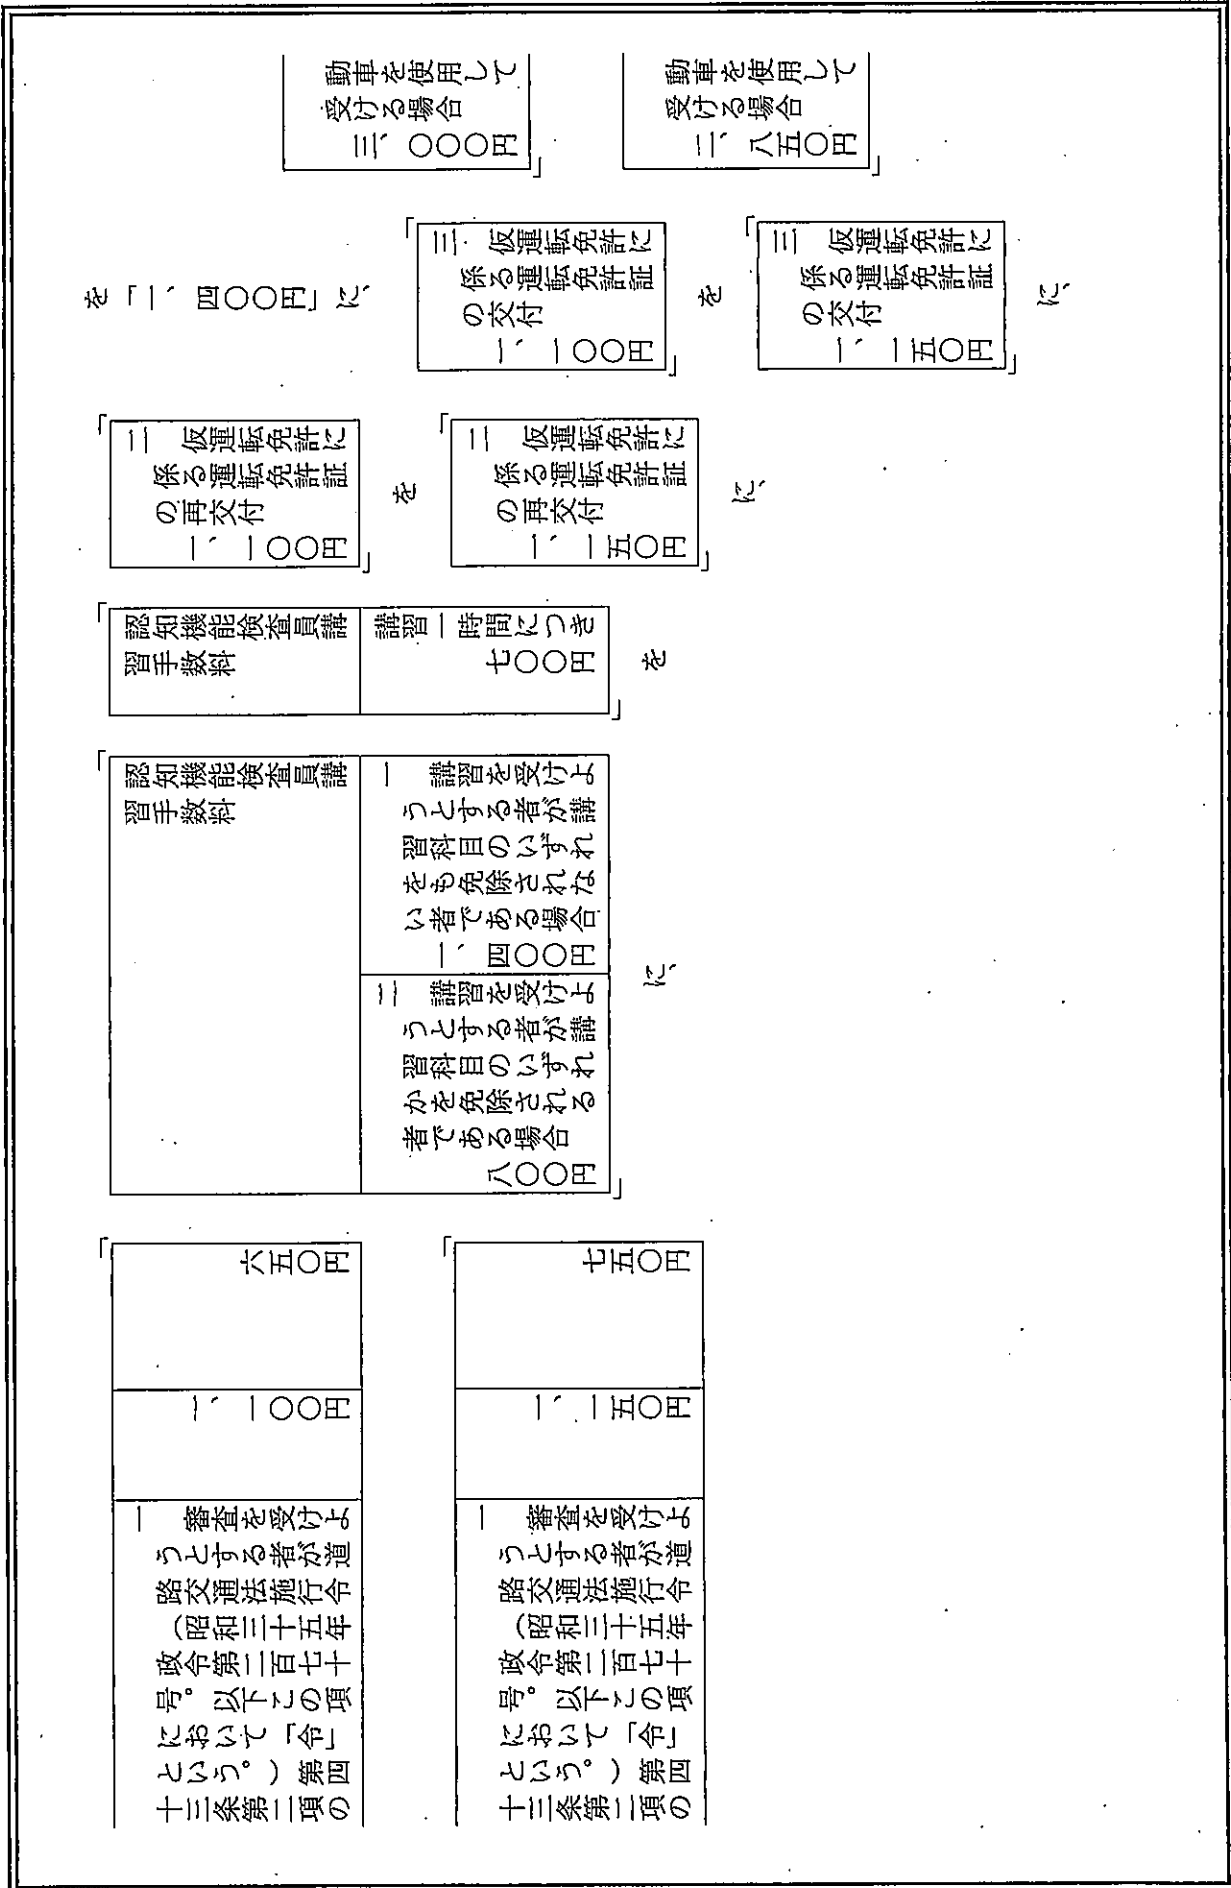 動車を使用して
受ける場合
三、〇〇〇円」
動車を使用して
受ける場合
二、八五〇円」
を「一、四〇〇円」に、
「三 仮運転免許に
係る運転免許証
の交付
一、一〇〇円」
を
「三 仮運転免許に
係る運転免許証
の交付
一、一五〇円」
に、
「二 仮運転免許に
係る運転免許証
の再交付
一、一〇〇円」
を
「二 仮運転免許に
係る運転免許証
の再交付
一、一五〇円」
に、
「認知機能検査員講
習手数料
講習一時間につき
七〇〇円」
を
「認知機能検査員講
習手数料
一 講習を受けよ
うとする者が講
習科目のいずれ
をも免除されな
い者である場合
一、四〇〇円
二 講習を受けよ
うとする者が講
習科目のいずれ
かを免除される
者である場合
八〇〇円」
に、
「六五〇円
一、一〇〇円
一 審査を受けよ
うとする者が道
路交通法施行令
(昭和三十五年
政令第二百七十
号。以下この項
において「令」
という。)第四
十三条第二項の
「七五〇円
一、一五〇円
一 審査を受けよ
うとする者が道
路交通法施行令
(昭和三十五年
政令第二百七十
号。以下この項
において「令」
という。)第四
十三条第二項の